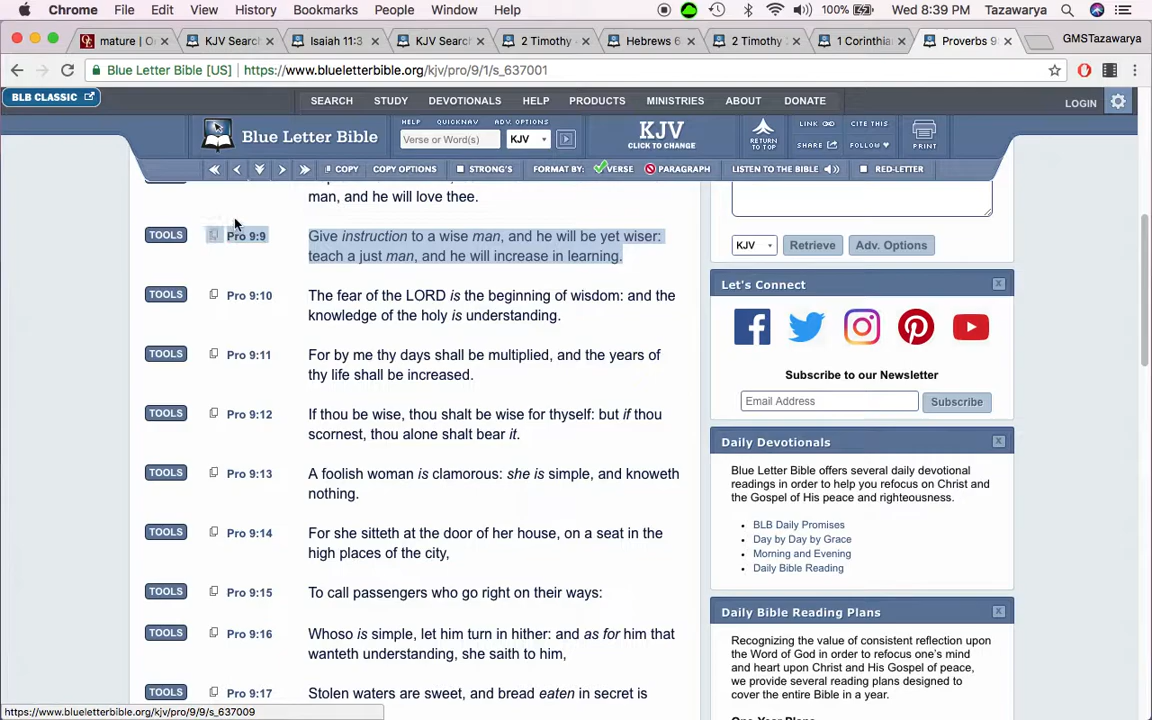 Chrome File Edit View History Bookmarks People Window Help 100% Wed 8:39 PM Tazawarya
mature | O KJV Searc Isaiah 11:3 KJV Searc 2 Timothy Hebrews 6 2 Timothy 1 Corinthia Proverbs 9 GMSTazawarya
Blue Letter Bible [US] https://www.blueletterbible.org/kjv/pro/9/1/s_637001
BLB CLASSIC SEARCH STUDY DEVOTIONALS HELP PRODUCTS MINISTRIES ABOUT DONATE LOGIN
Blue Letter Bible
HELP QUICKNAV ADV. OPTIONS
Verse or Word(s) KJV
KJV
CLICK TO CHANGE
RETURN
TO TOP
LINK CITE THIS
SHARE FOLLOW
PRINT
COPY COPY OPTIONS STRONG'S FORMAT BY: VERSE PARAGRAPH LISTEN TO THE BIBLE RED-LETTER
man, and he will love thee.
TOOLS Pro 9:9 Give instruction to a wise man, and he will be yet wiser:
teach a just man, and he will increase in learning.
TOOLS Pro 9:10 The fear of the LORD is the beginning of wisdom: and the
knowledge of the holy is understanding.
TOOLS Pro 9:11 For by me thy days shall be multiplied, and the years of
thy life shall be increased.
TOOLS Pro 9:12 If thou be wise, thou shalt be wise for thyself: but if thou
scornest, thou alone shalt bear it.
TOOLS Pro 9:13 A foolish woman is clamorous: she is simple, and knoweth
nothing.
TOOLS Pro 9:14 For she sitteth at the door of her house, on a seat in the
high places of the city,
TOOLS Pro 9:15 To call passengers who go right on their ways:
TOOLS Pro 9:16 Whoso is simple, let him turn in hither: and as for him that
wanteth understanding, she saith to him,
TOOLS Pro 9:17 Stolen waters are sweet, and bread eaten in secret is
KJV Retrieve Adv. Options
Let's Connect
Subscribe to our Newsletter
Email Address Subscribe
Daily Devotionals
Blue Letter Bible offers several daily devotional
readings in order to help you refocus on Christ and
the Gospel of His peace and righteousness.
BLB Daily Promises
Day by Day by Grace
Morning and Evening
Daily Bible Reading
Daily Bible Reading Plans
Recognizing the value of consistent reflection upon
the Word of God in order to refocus one's mind
and heart upon Christ and His Gospel of peace,
we provide several reading plans designed to
cover the entire Bible in a year.
https://www.blueletterbible.org/kjv/pro/9/9/s_637009